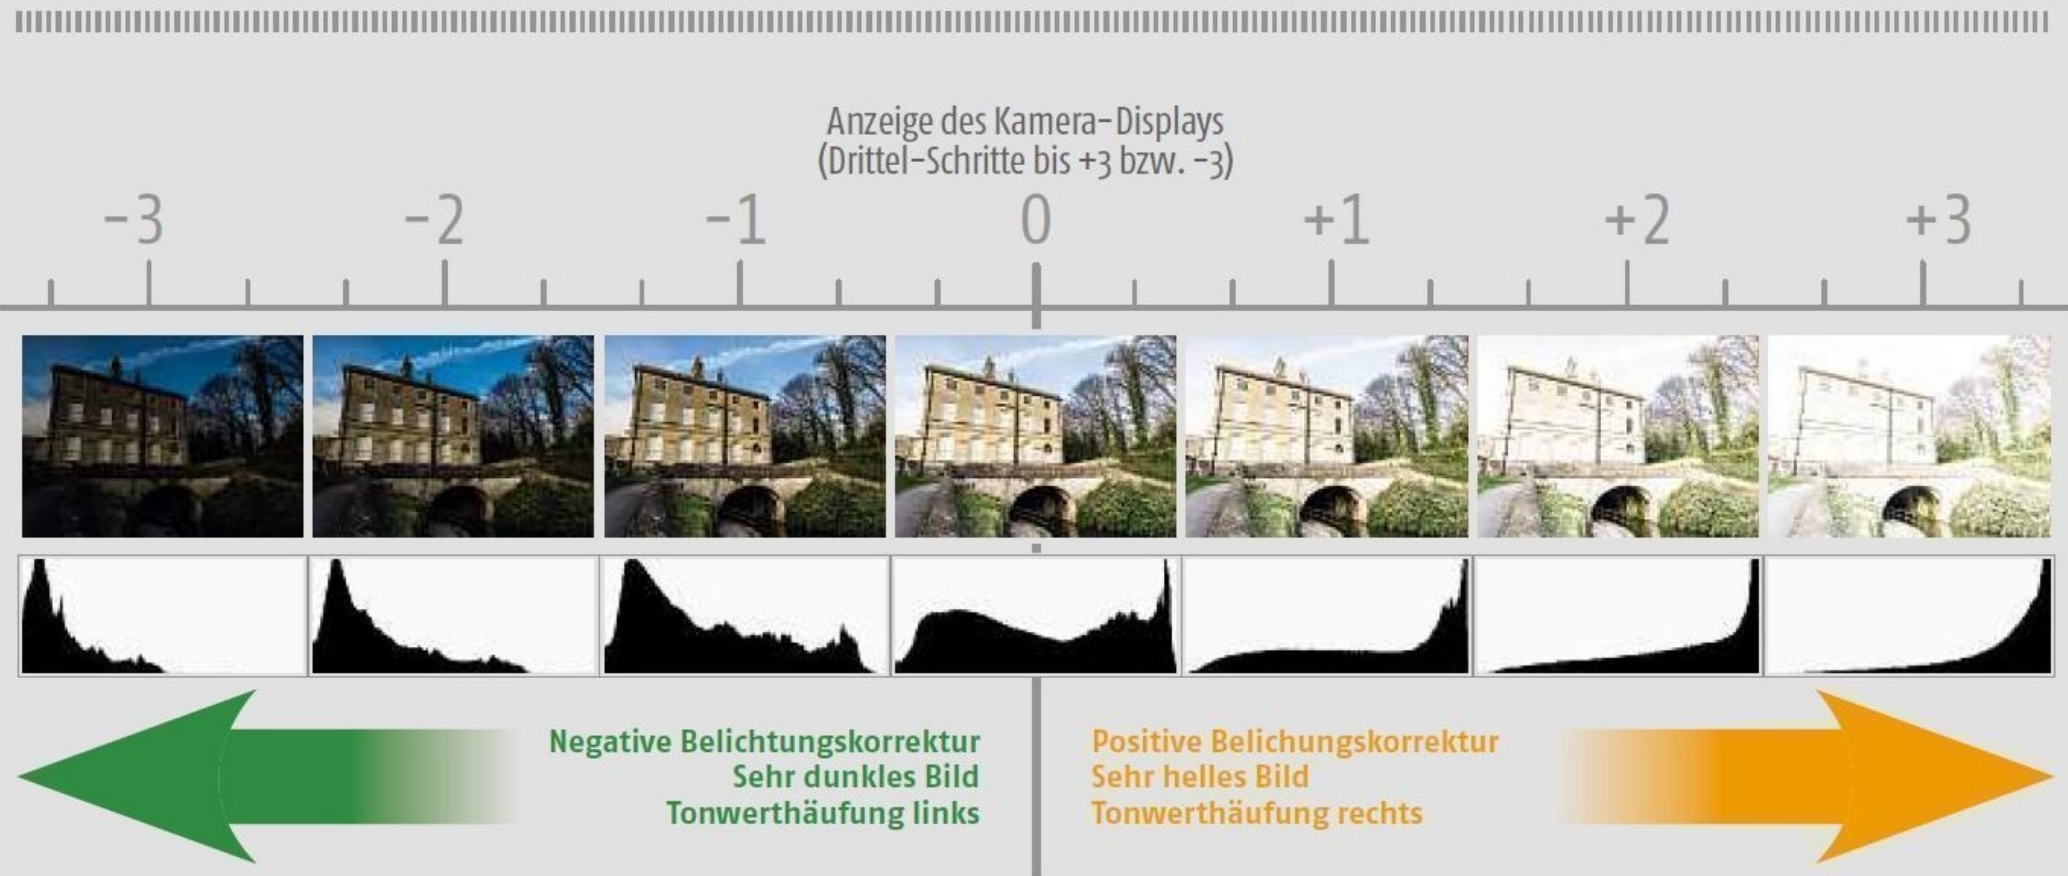 Anzeige des Kamera-Displays
(Drittel-Schritte bis +3 bzw. -3)
-3 -2 -1 0 +1 +2 +3
Negative Belichtungskorrektur
Sehr dunkles Bild
Tonwerthäufung links
Positive Belichungskorrektur
Sehr helles Bild
Tonwerthäufung rechts